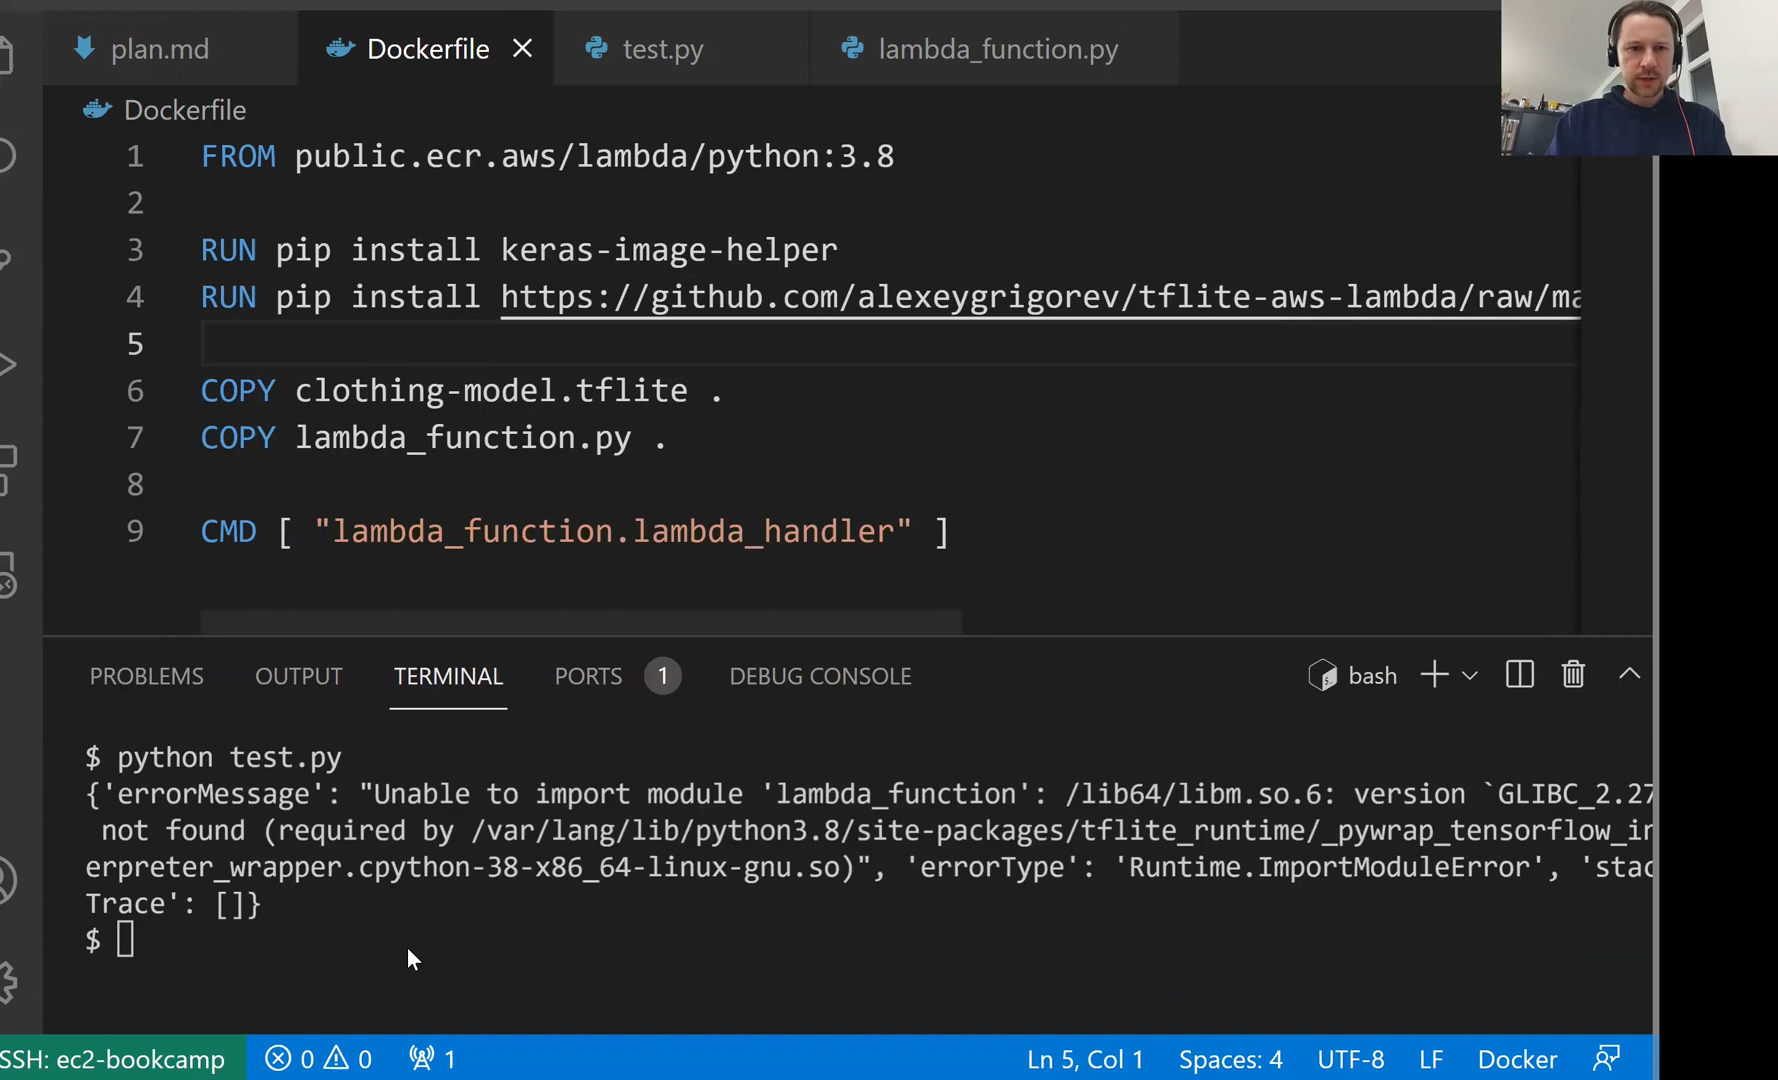 plan.md
Dockerfile
test.py
lambda_function.py
Dockerfile
1 FROM public.ecr.aws/lambda/python:3.8
2
3 RUN pip install keras-image-helper
4 RUN pip install https://github.com/alexeygrigorev/tflite-aws-lambda/raw/ma
5
6 COPY clothing-model.tflite .
7 COPY lambda_function.py .
8
9 CMD [ "lambda_function.lambda_handler" ]
PROBLEMS OUTPUT TERMINAL PORTS 1 DEBUG CONSOLE bash
$ python test.py
{'errorMessage': "Unable to import module 'lambda_function': /lib64/libm.so.6: version `GLIBC_2.27
not found (required by /var/lang/lib/python3.8/site-packages/tflite_runtime/_pywrap_tensorflow_in
erpreter_wrapper.cpython-38-x86_64-linux-gnu.so)", 'errorType': 'Runtime.ImportModuleError', 'stac
Trace': []}
$
SSH: ec2-bookcamp 0 0 1 Ln 5, Col 1 Spaces: 4 UTF-8 LF Docker